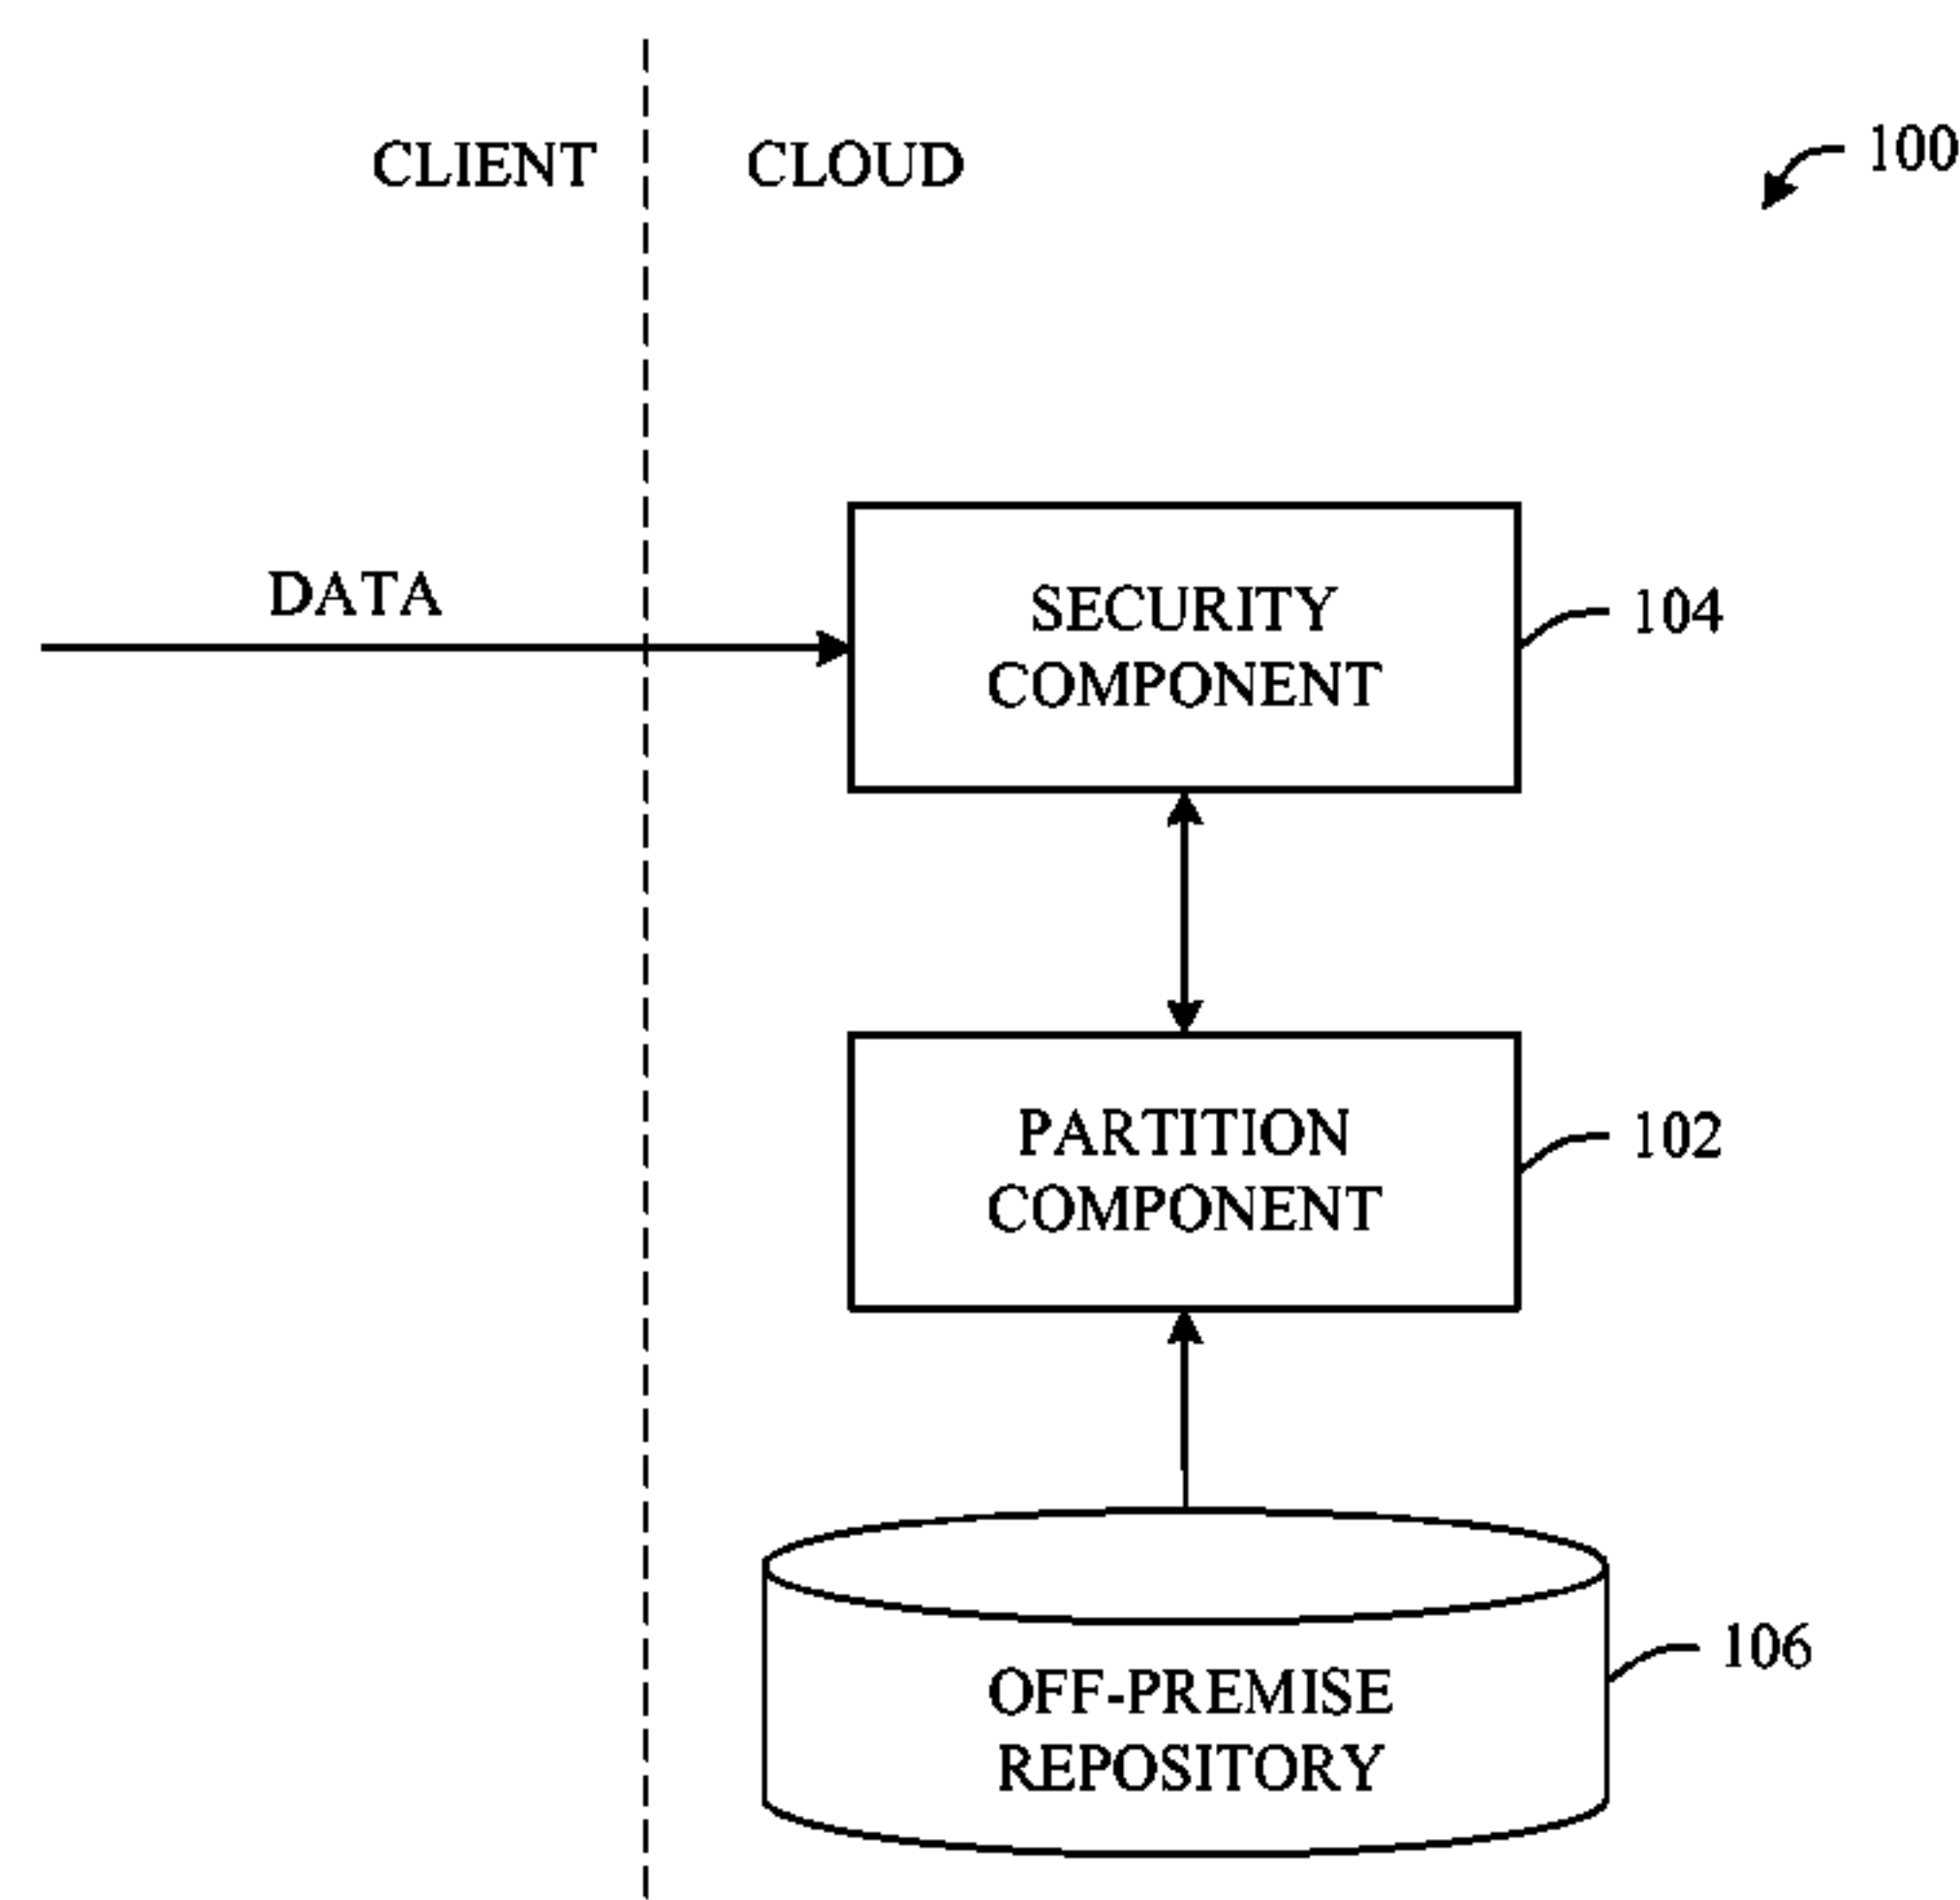 CLIENT
CLOUD
100
DATA
SECURITY
COMPONENT
104
PARTITION
COMPONENT
102
OFF-PREMISE
REPOSITORY
106